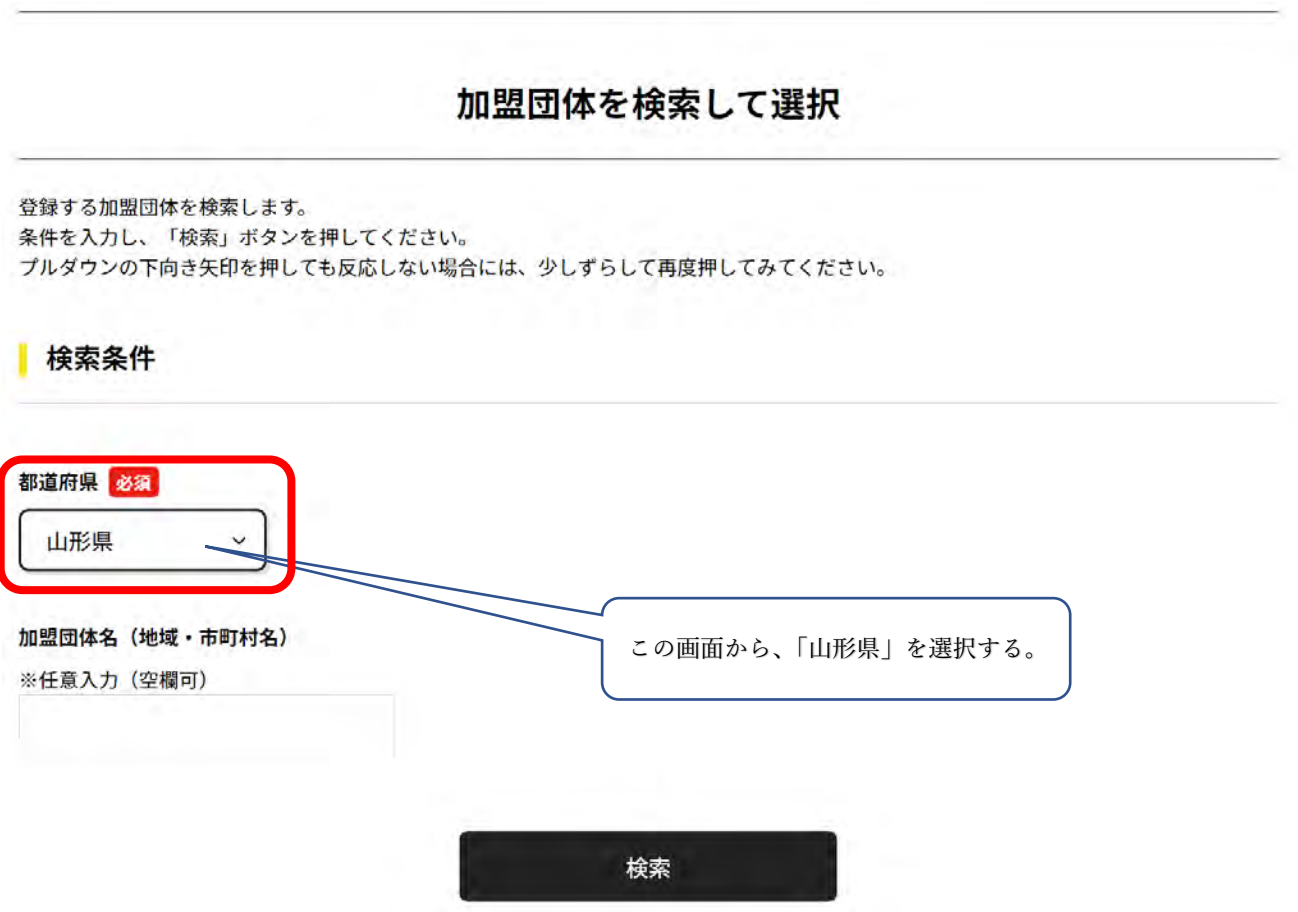 加盟団体を検索して選択
登録する加盟団体を検索します。
条件を入力し、「検索」ボタンを押してください。
プルダウンの下向き矢印を押しても反応しない場合には、少しずらして再度押してみてください。
検索条件
都道府県 必須
山形県
この画面から、「山形県」を選択する。
加盟団体名（地域・市町村名）
※任意入力（空欄可）
検索